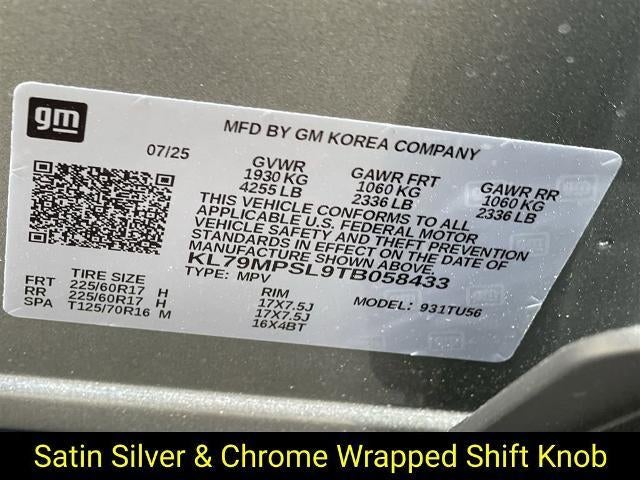 gm
MFD BY GM KOREA COMPANY
07/25
GVWR GAWR FRT GAWR RR
1930 KG 1060 KG 1060 KG
4255 LB 2336 LB 2336 LB
THIS VEHICLE CONFORMS TO ALL
APPLICABLE U.S. FEDERAL MOTOR
VEHICLE SAFETY AND THEFT PREVENTION
STANDARDS IN EFFECT ON THE DATE OF
MANUFACTURE SHOWN ABOVE.
KL79MPSL9TB058433
TYPE: MPV
TIRE SIZE RIM MODEL: 931TU56
FRT 225/60R17 H 17X7.5J
RR 225/60R17 H 17X7.5J
SPA T125/70R16 M 16X4BT
Satin Silver & Chrome Wrapped Shift Knob